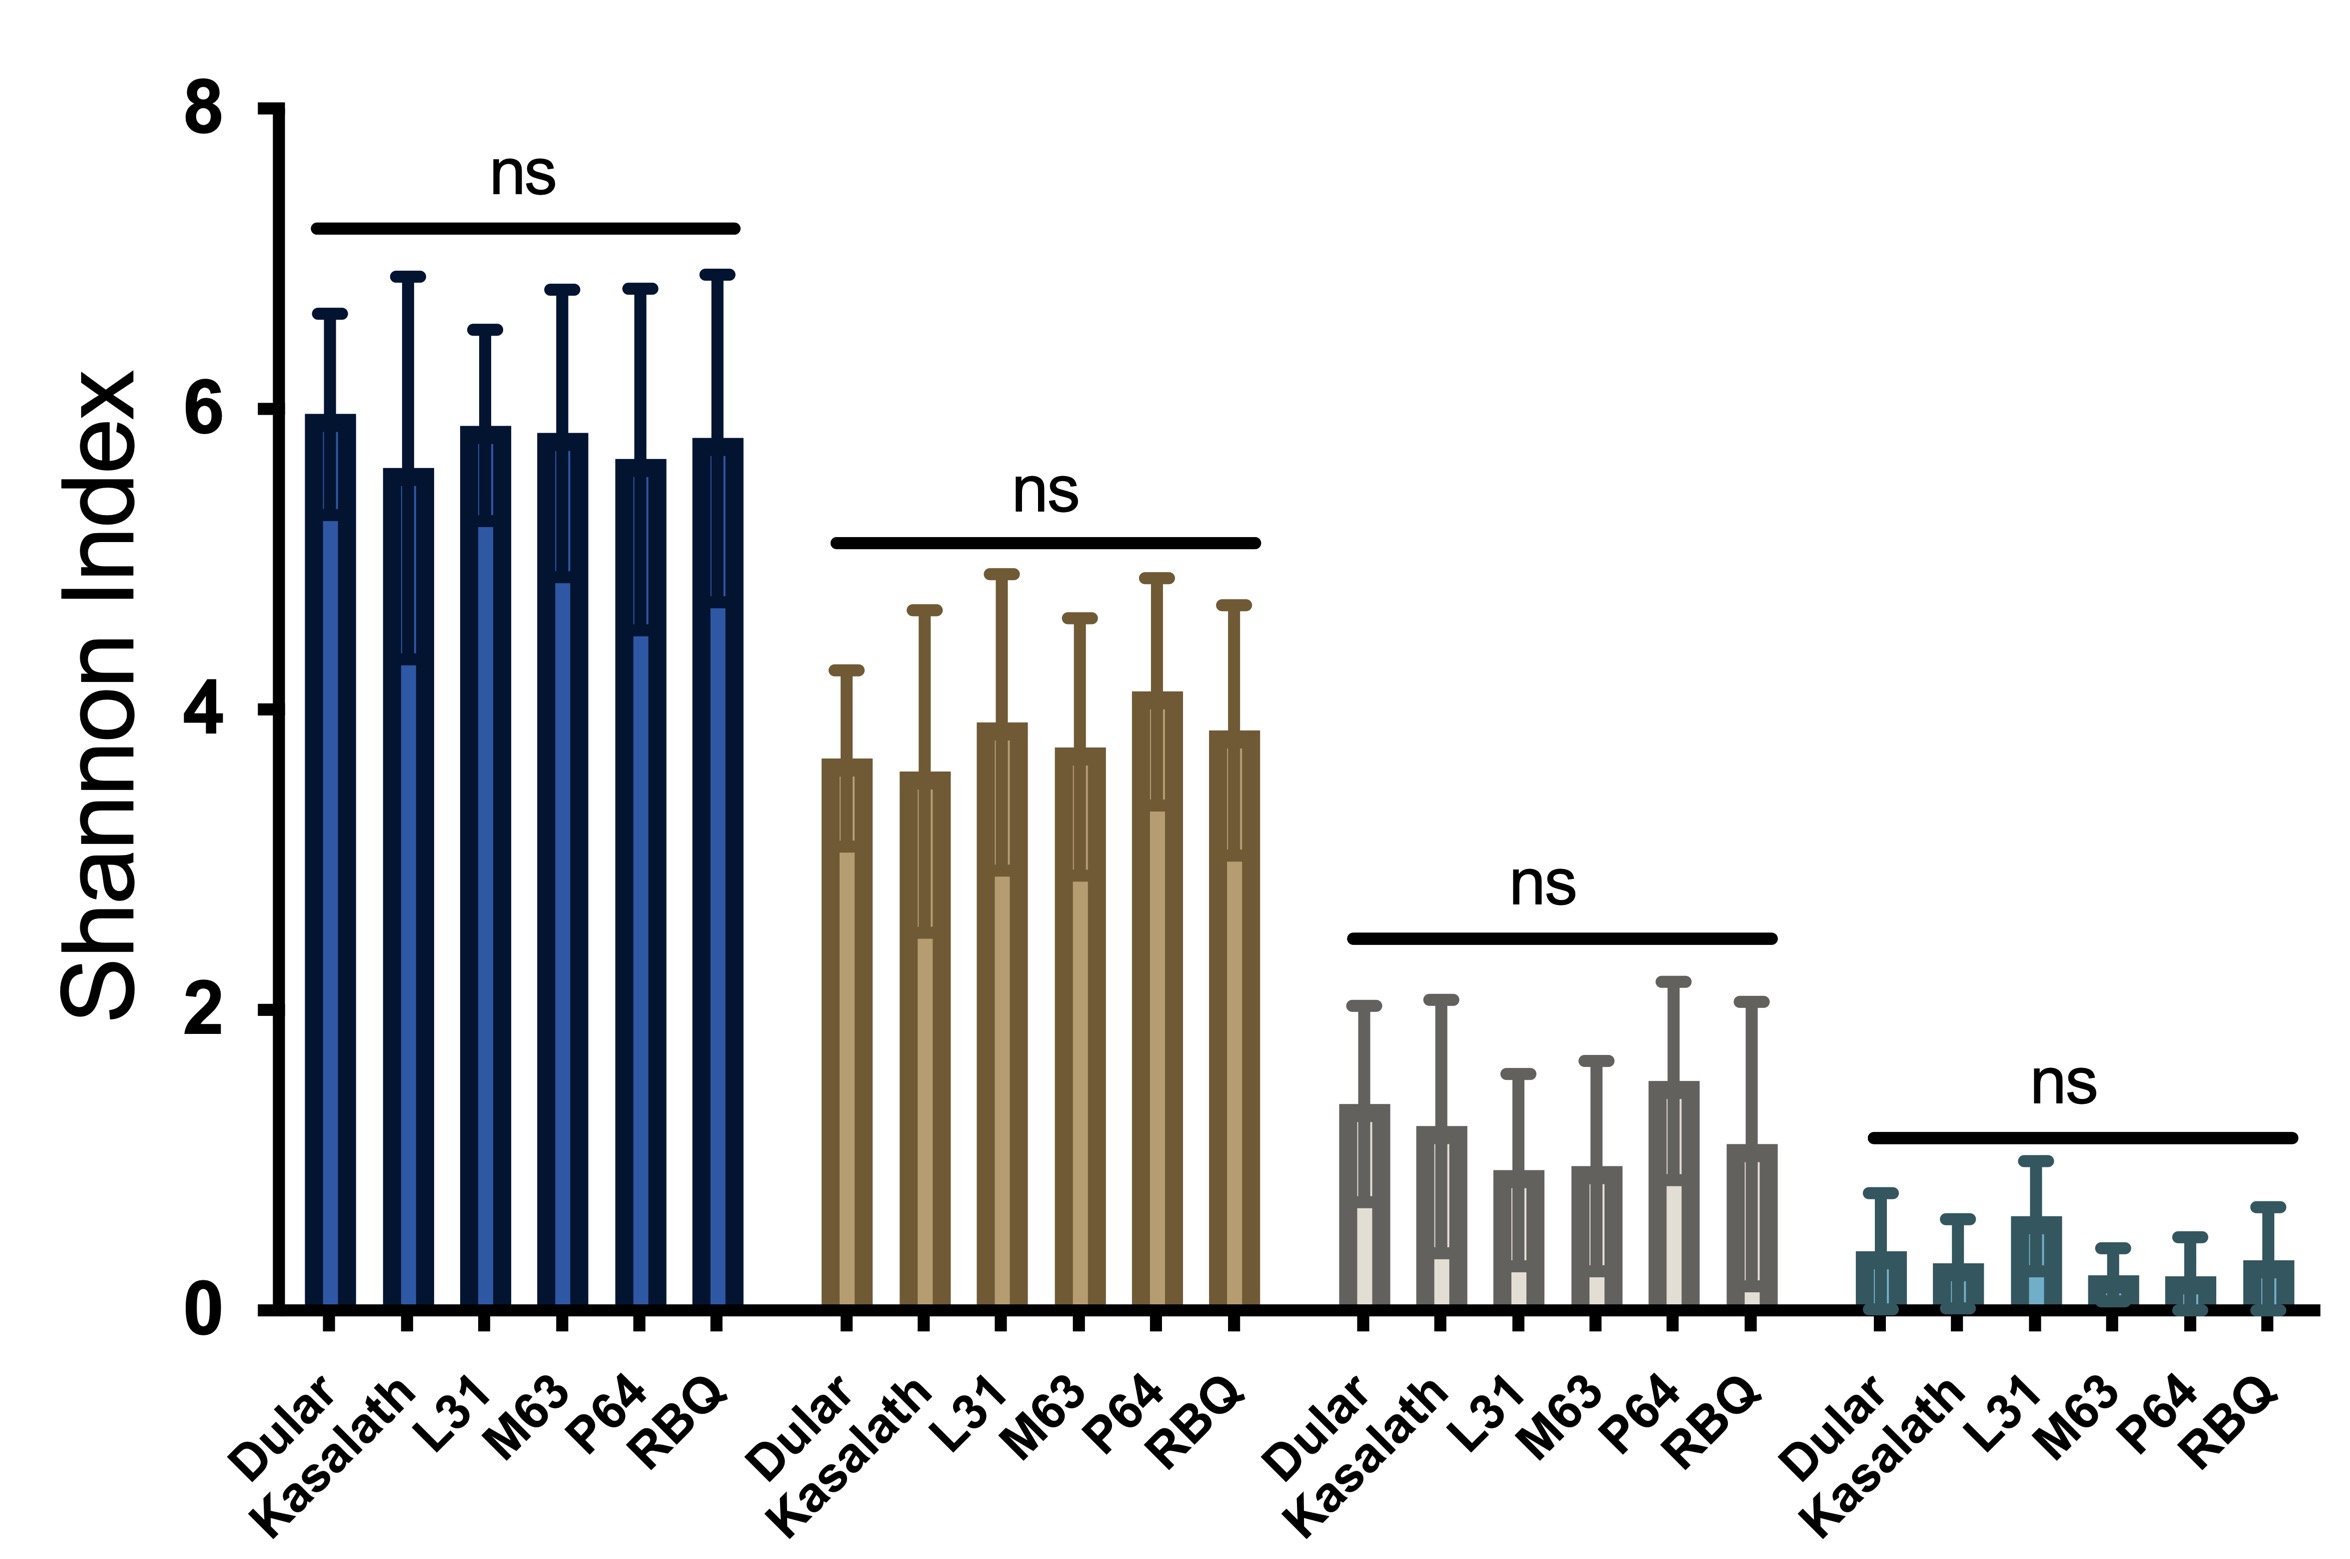 Shannon Index
8
6
4
2
0
ns
ns
ns
ns
Dular
Kasalath
L31
M63
P64
RBQ
Dular
Kasalath
L31
M63
P64
RBQ
Dular
Kasalath
L31
M63
P64
RBQ
Dular
Kasalath
L31
M63
P64
RBQ